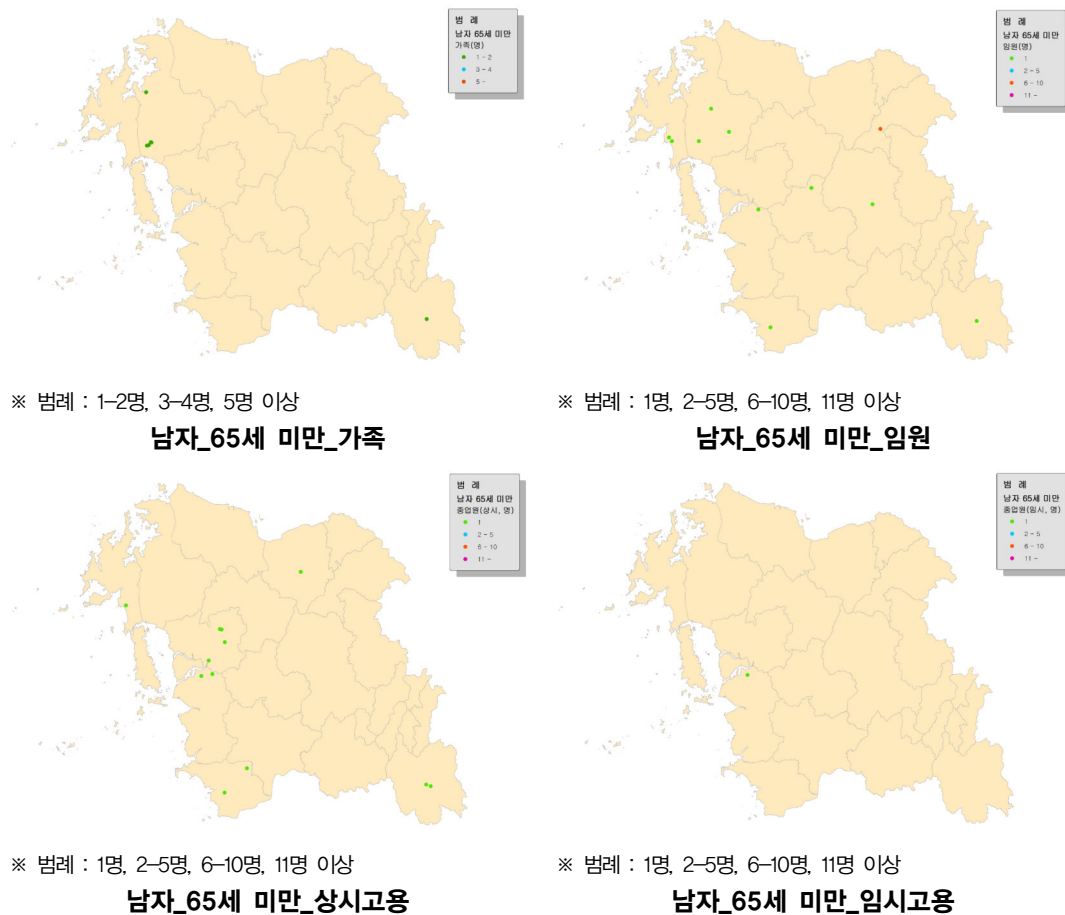 범 례
남자 65세 미만
가족(명)
1 - 2
3 - 4
5 -
범 례
남자 65세 미만
임원(명)
1
2 - 5
6 - 10
11 -
※ 범례 : 1–2명, 3–4명, 5명 이상
남자_65세 미만_가족
※ 범례 : 1명, 2–5명, 6–10명, 11명 이상
남자_65세 미만_임원
범 례
남자 65세 미만
종업원(상시, 명)
1
2 - 5
6 - 10
11 -
범 례
남자 65세 미만
종업원(임시, 명)
1
2 - 5
6 - 10
11 -
※ 범례 : 1명, 2–5명, 6–10명, 11명 이상
남자_65세 미만_상시고용
※ 범례 : 1명, 2–5명, 6–10명, 11명 이상
남자_65세 미만_임시고용